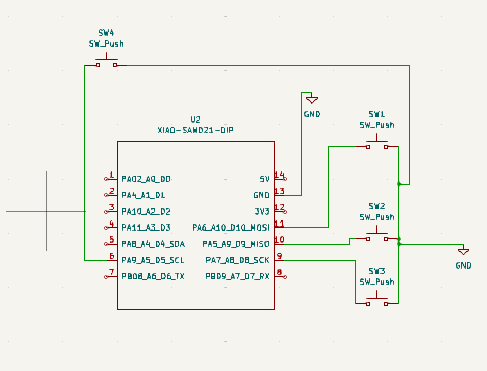 SW4
SW_Push
U2
XIAO-SAMD21-DIP
GND
SW1
SW_Push
1 PA02_A0_D0 5V 14
2 PA4_A1_D1 GND 13
3 PA10_A2_D2 3V3 12
4 PA11_A3_D3 PA6_A10_D10_MOSI 11
5 PA8_A4_D4_SDA PA5_A9_D9_MISO 10
6 PA9_A5_D5_SCL PA7_A8_D8_SCK 9
7 PB08_A6_D6_TX PB09_A7_D7_RX 8
SW2
SW_Push
GND
SW3
SW_Push